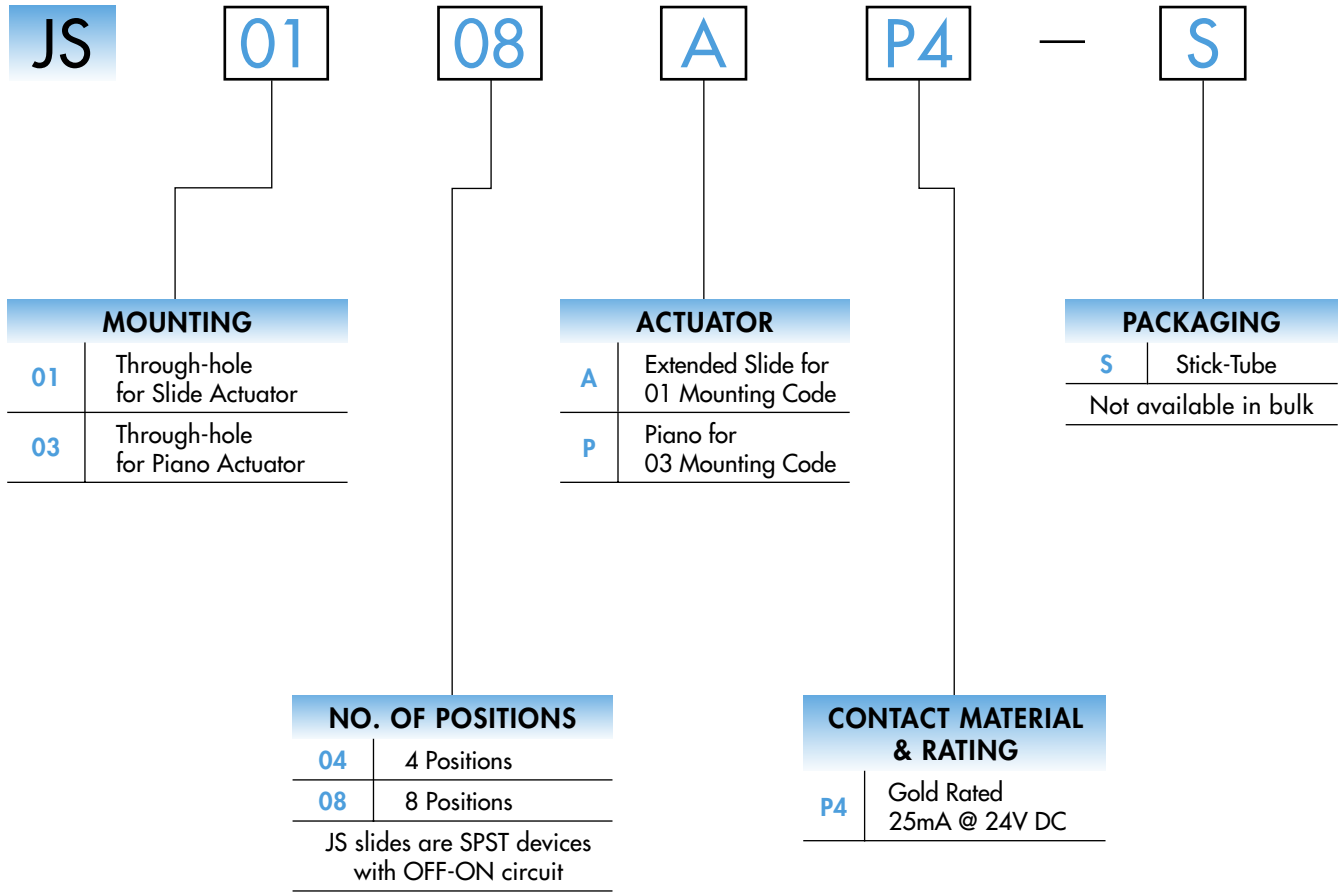 JS 01 08 A P4 — S
MOUNTING
01 Through-hole
for Slide Actuator
03 Through-hole
for Piano Actuator
ACTUATOR
A Extended Slide for
01 Mounting Code
P Piano for
03 Mounting Code
PACKAGING
S Stick-Tube
Not available in bulk
NO. OF POSITIONS
04 4 Positions
08 8 Positions
JS slides are SPST devices
with OFF-ON circuit
CONTACT MATERIAL
& RATING
P4 Gold Rated
25mA @ 24V DC